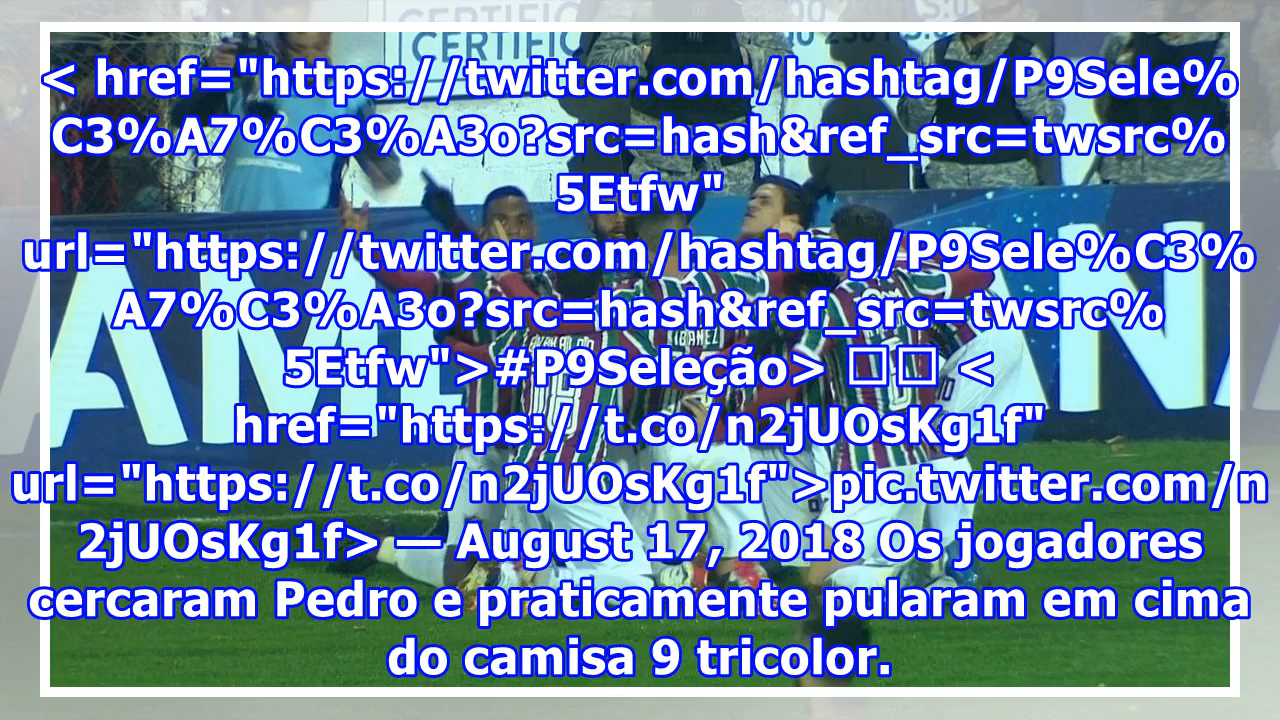 CERTIFIC
CERTIFIC
< href="https://twitter.com/hashtag/P9Sele%
C3%A7%C3%A3o?src=hash&ref_src=twsrc%
5Etfw"
url="https://twitter.com/hashtag/P9Sele%C3%
A7%C3%A3o?src=hash&ref_src=twsrc%
5Etfw">#P9Seleção> □□ <
href="https://t.co/n2jUOsKg1f"
url="https://t.co/n2jUOsKg1f">pic.twitter.com/n
2jUOsKg1f> — August 17, 2018 Os jogadores
cercaram Pedro e praticamente pularam em cima
do camisa 9 tricolor.